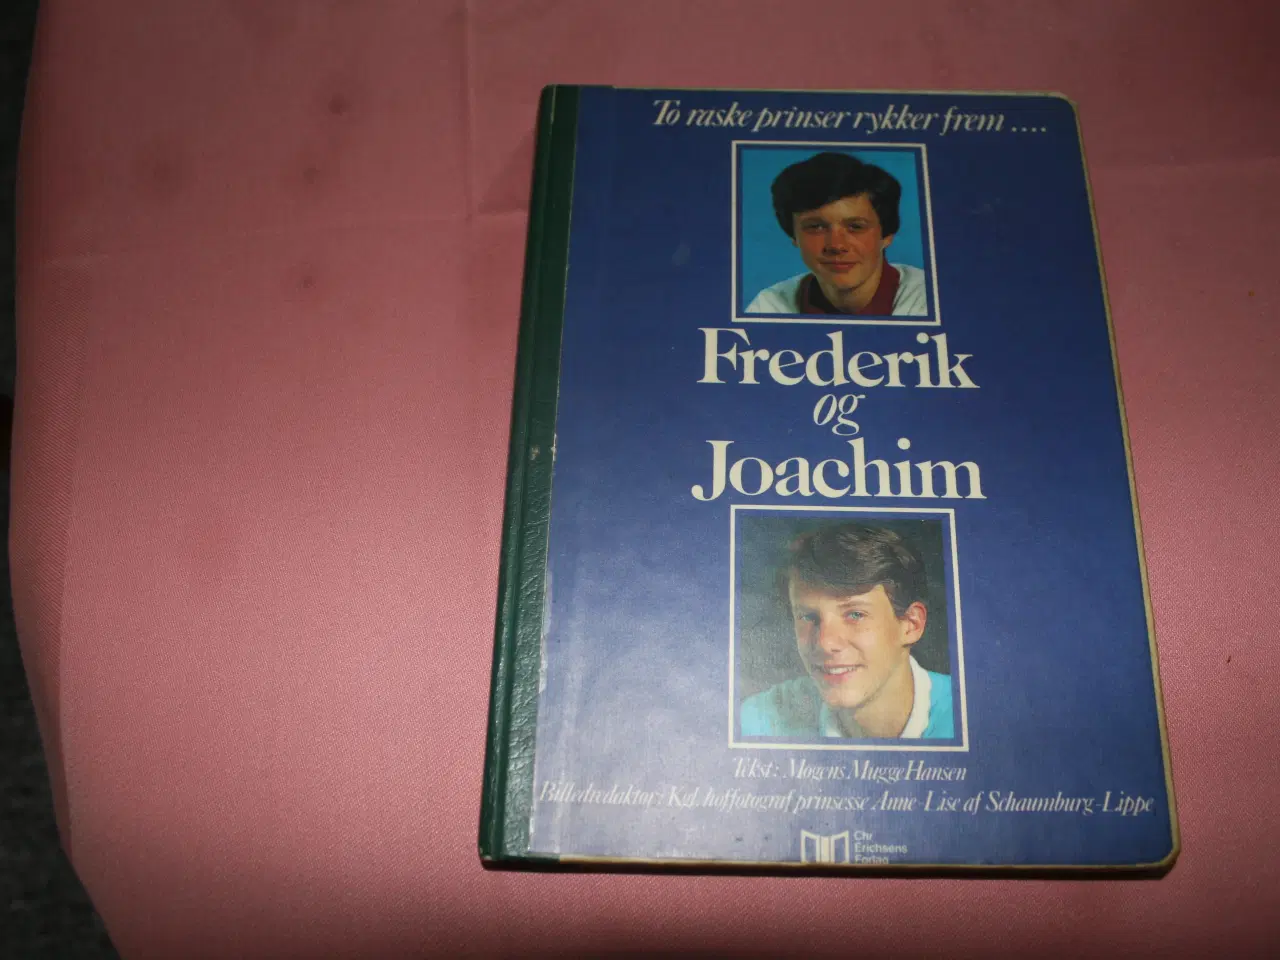 To raske prinser rykker frem ....
Frederik
og
Joachim
Tekst: Mogens Mugge Hansen
Billedredaktør: Kgl. hoffotograf prinsesse Anne-Lise af Schaumburg-Lippe
Chr
Erichsens
Forlag